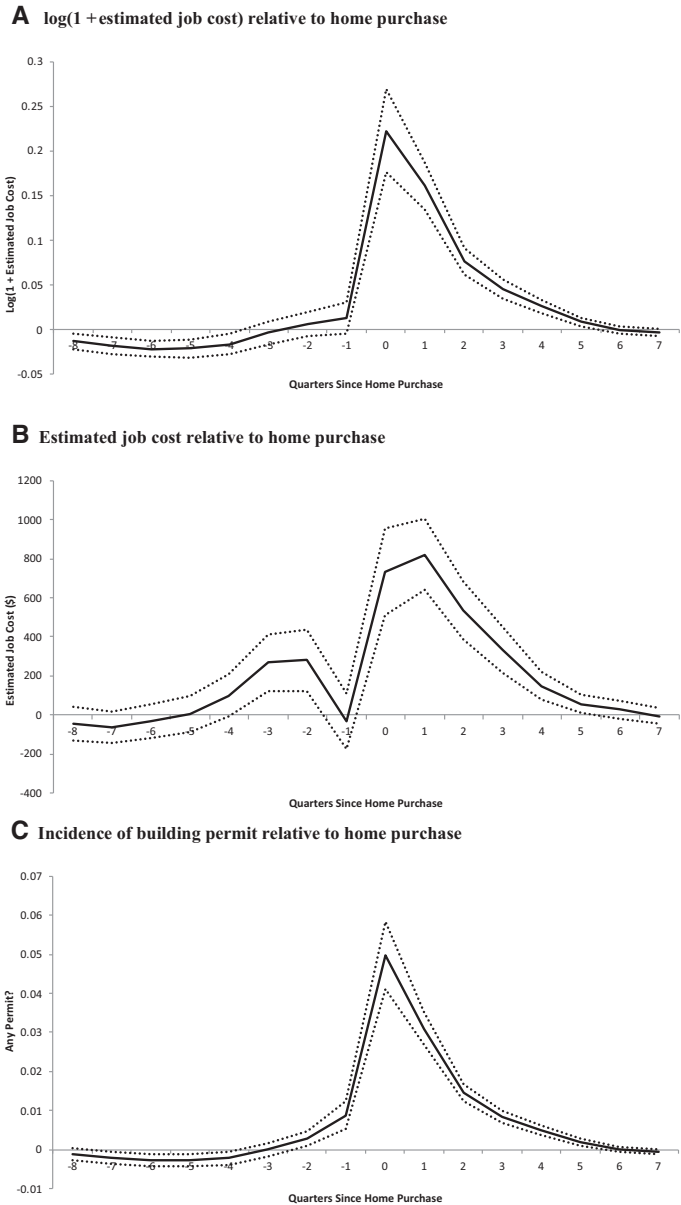 A log(1 + estimated job cost) relative to home purchase
0.3
0.25
0.2
0.15
0.1
0.05
0
-0.05
Log(1 + Estimated Job Cost)
-8 -7 -6 -5 -4 -3 -2 -1 0 1 2 3 4 5 6 7
Quarters Since Home Purchase
B Estimated job cost relative to home purchase
1200
1000
800
600
400
200
0
-200
-400
Estimated Job Cost ($)
-8 -7 -6 -5 -4 -3 -2 -1 0 1 2 3 4 5 6 7
Quarters Since Home Purchase
C Incidence of building permit relative to home purchase
0.07
0.06
0.05
0.04
0.03
0.02
0.01
0
-0.01
Any Permit?
-8 -7 -6 -5 -4 -3 -2 -1 0 1 2 3 4 5 6 7
Quarters Since Home Purchase